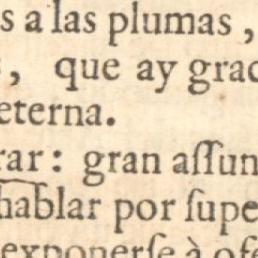 s a las plumas,
, que ay grac
eterna.
rar: gran aſſun
hablar por ſupe
exponerſe à ofe